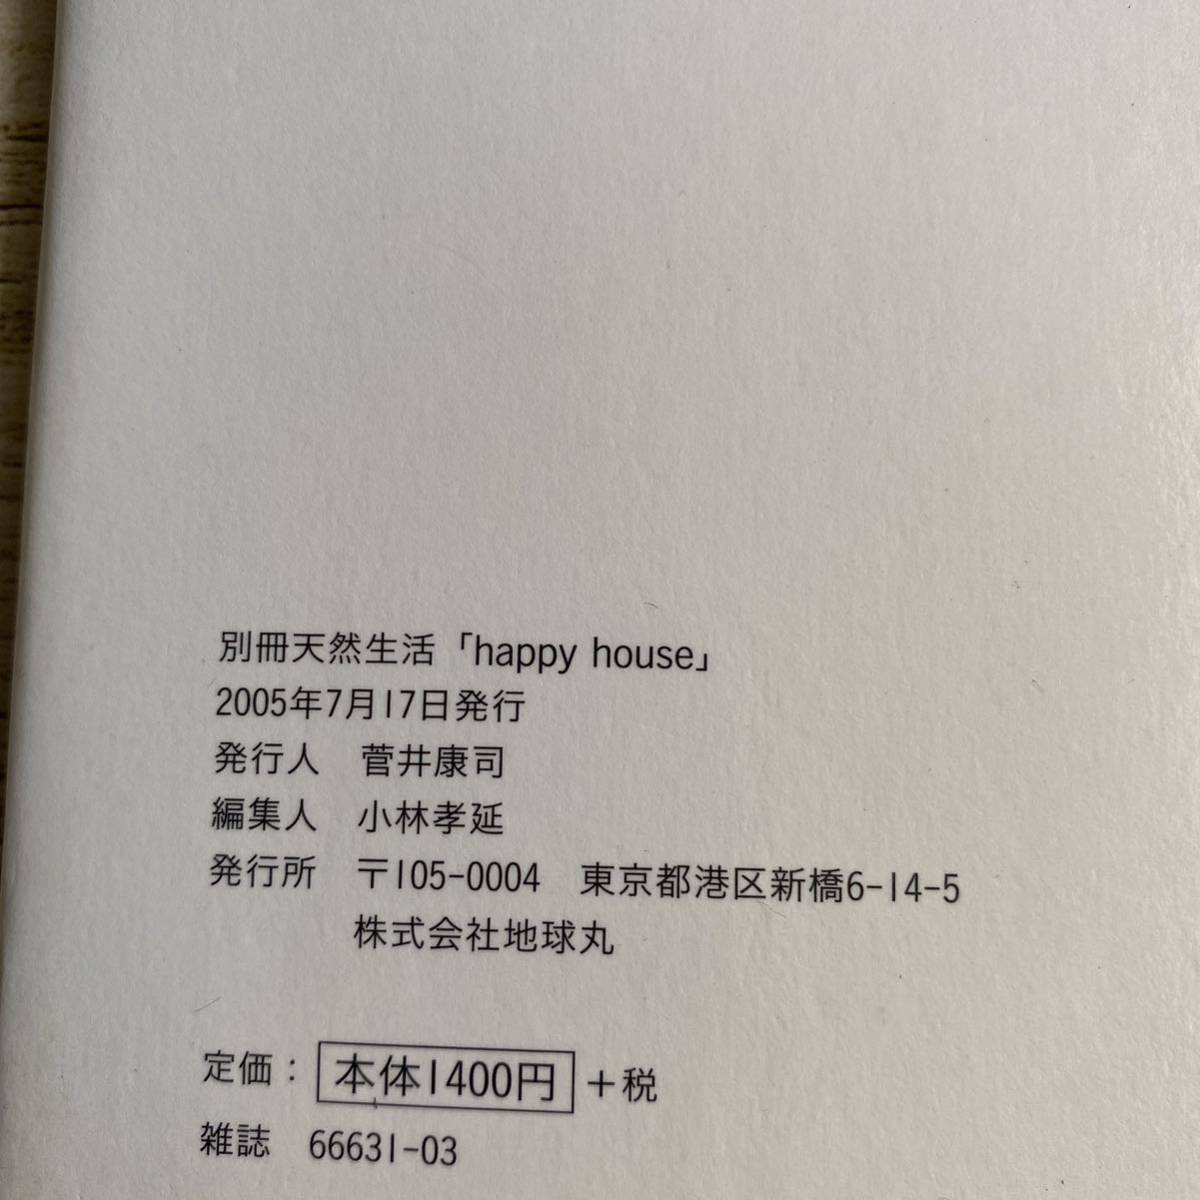 別冊天然生活「happy house」
2005年7月17日発行
発行人　菅井康司
編集人　小林孝延
発行所　〒105-0004　東京都港区新橋6-14-5
株式会社地球丸
定価：本体1400円＋税
雑誌　66631-03